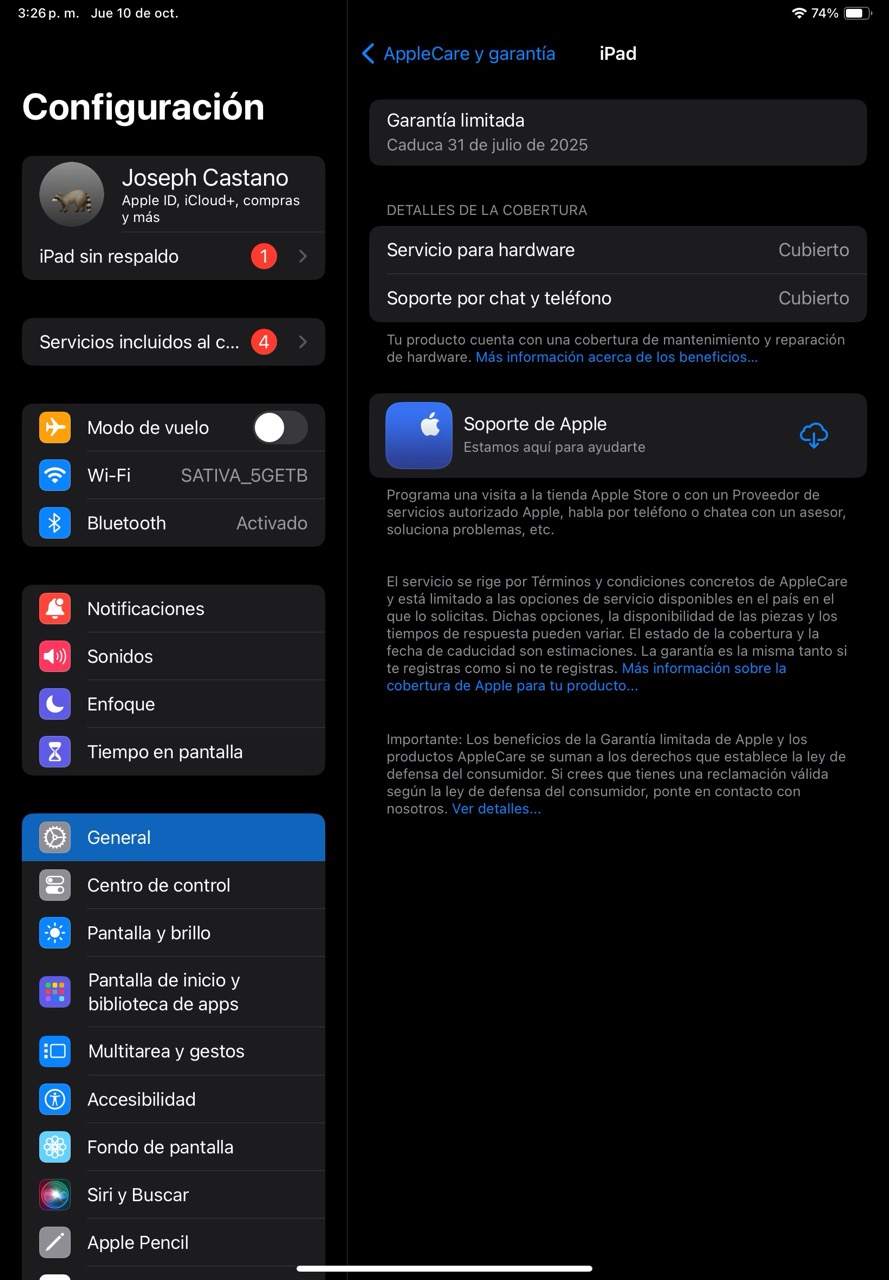 3:26 p. m. Jue 10 de oct.
74%
Configuración
Joseph Castano
Apple ID, iCloud+, compras
y más
iPad sin respaldo
1
Servicios incluidos al c...
4
Modo de vuelo
Wi-Fi
SATIVA_5GETB
Bluetooth
Activado
Notificaciones
Sonidos
Enfoque
Tiempo en pantalla
General
Centro de control
Pantalla y brillo
Pantalla de inicio y
biblioteca de apps
Multitarea y gestos
Accesibilidad
Fondo de pantalla
Siri y Buscar
Apple Pencil
AppleCare y garantía
iPad
Garantía limitada
Caduca 31 de julio de 2025
DETALLES DE LA COBERTURA
Servicio para hardware
Cubierto
Soporte por chat y teléfono
Cubierto
Tu producto cuenta con una cobertura de mantenimiento y reparación
de hardware. Más información acerca de los beneficios...
Soporte de Apple
Estamos aquí para ayudarte
Programa una visita a la tienda Apple Store o con un Proveedor de
servicios autorizado Apple, habla por teléfono o chatea con un asesor,
soluciona problemas, etc.
El servicio se rige por Términos y condiciones concretos de AppleCare
y está limitado a las opciones de servicio disponibles en el país en el
que lo solicitas. Dichas opciones, la disponibilidad de las piezas y los
tiempos de respuesta pueden variar. El estado de la cobertura y la
fecha de caducidad son estimaciones. La garantía es la misma tanto si
te registras como si no te registras. Más información sobre la
cobertura de Apple para tu producto...
Importante: Los beneficios de la Garantía limitada de Apple y los
productos AppleCare se suman a los derechos que establece la ley de
defensa del consumidor. Si crees que tienes una reclamación válida
según la ley de defensa del consumidor, ponte en contacto con
nosotros. Ver detalles...